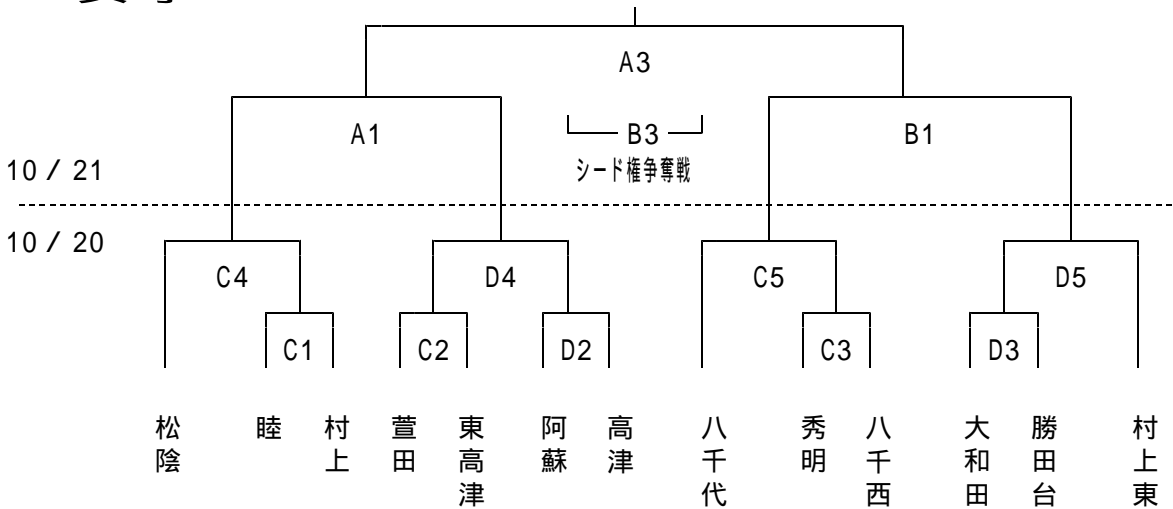 A3
A1
B3
B1
シード権争奪戦
10 / 21
10 / 20
C4
D4
C5
D5
C1
C2
D2
C3
D3
松陰
睦
村上
萱田
東高津
阿蘇
高津
八千代
秀明
八千西
大和田
勝田台
村上東